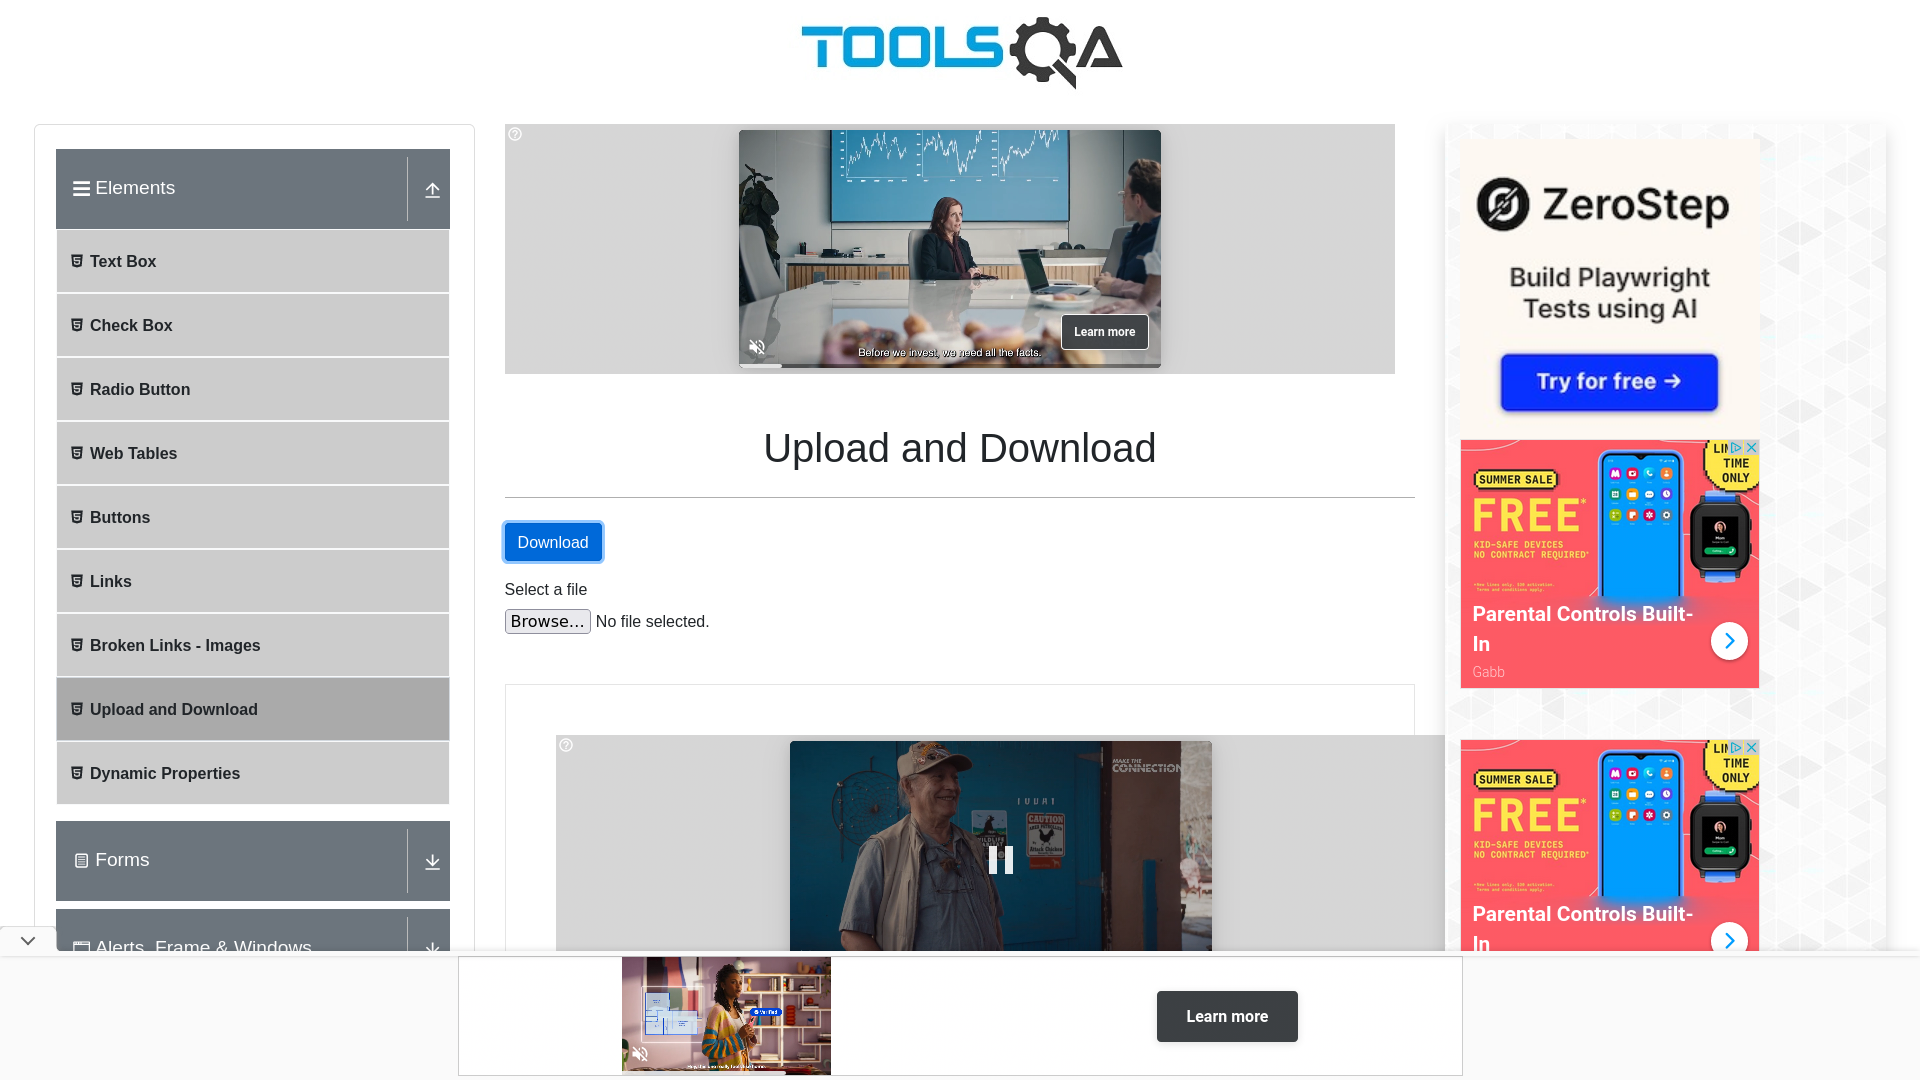 TOOLSQA
Elements
Text Box
Check Box
Radio Button
Web Tables
Buttons
Links
Broken Links - Images
Upload and Download
Dynamic Properties
Forms
Alerts, Frame & Windows
Learn more
Before we invest, we need all the facts.
Upload and Download
Download
Select a file
Browse... No file selected.
MAKE THE
CONNECTION
CAUTION
Learn more
ZeroStep
Build Playwright
Tests using AI
Try for free →
LIM
TIME
ONLY
SUMMER SALE
FREE*
KID-SAFE DEVICES
NO CONTRACT REQUIRED*
Parental Controls Built-
In
Gabb
LIM
TIME
ONLY
SUMMER SALE
FREE*
KID-SAFE DEVICES
NO CONTRACT REQUIRED*
Parental Controls Built-
In